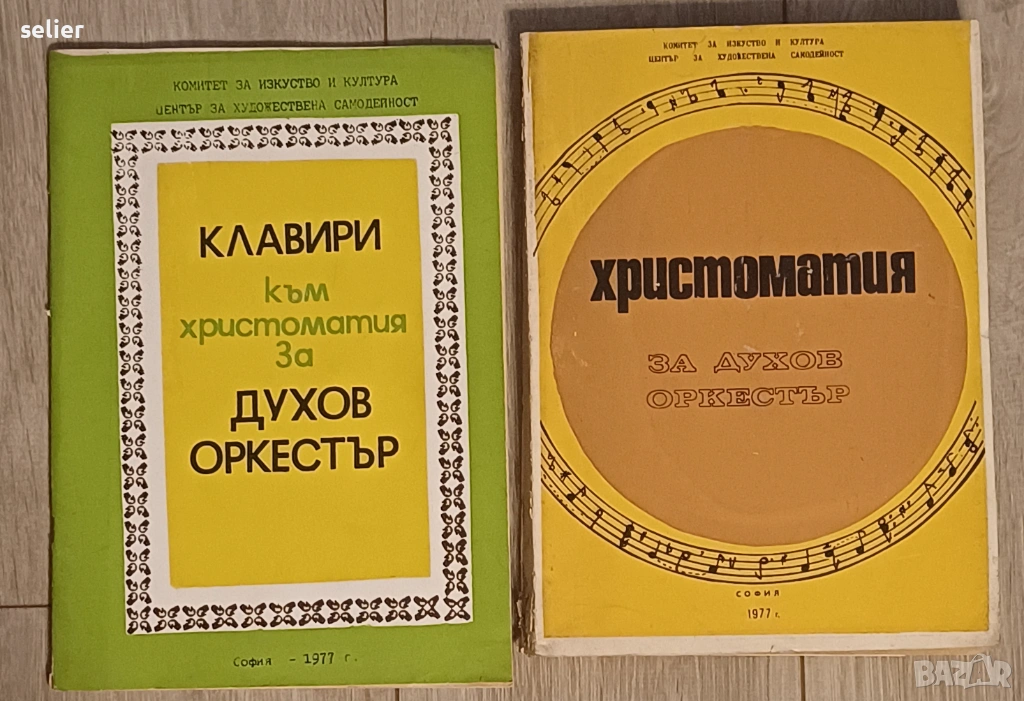 selier
КОМИТЕТ ЗА ИЗКУСТВО И КУЛТУРА
ЦЕНТЪР ЗА ХУДОЖЕСТВЕНА САМОДЕЙНОСТ
КЛАВИРИ
към
христоматия
За
ДУХОВ
ОРКЕСТЪР
София - 1977 г.
КОМИТЕТ ЗА ИЗКУСТВО И КУЛТУРА
ЦЕНТЪР ЗА ХУДОЖЕСТВЕНА САМОДЕЙНОСТ
христоматия
ЗА ДУХОВ
ОРКЕСТЪР
СОФИЯ
1977 г.
BAZAR